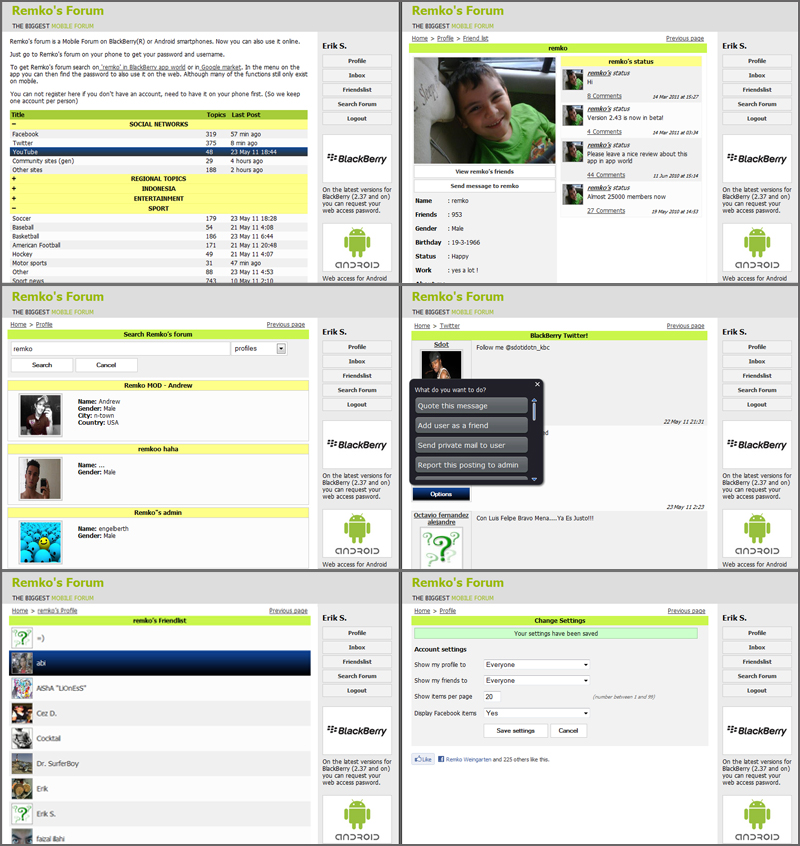 Remko's Forum
THE BIGGEST MOBILE FORUM
Remko's forum is a Mobile Forum on BlackBerry(R) or Android smartphones. Now you can also use it online.
Just go to Remko's forum on your phone to get your password and username.
To get Remko's forum search on 'remko' in BlackBerry app world or in Google market. In the menu on the
app you can then find the password to also use it on the web. Although many of the functions still only exist
on mobile.
You can not register here if you don't have an account, need to have it on your phone first. (So we keep
one account per person)
Title Topics Last Post
− SOCIAL NETWORKS
Facebook 319 57 min ago
Twitter 375 8 min ago
YouTube 48 23 May 11 18:44
Community sites (gen) 29 4 hours ago
Other sites 188 2 hours ago
+ REGIONAL TOPICS
+ INDONESIA
+ ENTERTAINMENT
− SPORT
Soccer 179 23 May 11 18:28
Baseball 54 21 May 11 4:08
Basketball 186 23 May 11 6:44
American Football 171 21 May 11 20:48
Hockey 49 21 May 11 4:07
Motor sports 31 47 min ago
Other 88 23 May 11 4:53
Sport news 743 10 May 11 2:10
Erik S.
Profile
Inbox
Friendslist
Search Forum
Logout
BlackBerry
On the latest versions for
BlackBerry (2.37 and on)
you can request your
web access password.
ANDROID
Web access for Android
Remko's Forum
THE BIGGEST MOBILE FORUM
Home > Profile > Friend list Previous page
remko
View remko's friends
Send message to remko
Name : remko
Friends : 953
Gender : Male
Birthday : 19-3-1966
Status : Happy
Work : yes a lot !
remko's status
remko's status
Hi
8 Comments 14 Mar 2011 at 15:27
remko's status
Version 2.43 is now in beta!
4 Comments 14 Mar 2011 at 03:34
remko's status
Please leave a nice review about this
app in app world
44 Comments 11 Jun 2010 at 15:14
remko's status
Almost 25000 members now
27 Comments 19 May 2010 at 14:53
Erik S.
Profile
Inbox
Friendslist
Search Forum
Logout
BlackBerry
On the latest versions for
BlackBerry (2.37 and on)
you can request your
web access password.
ANDROID
Web access for Android
Remko's Forum
THE BIGGEST MOBILE FORUM
Home > Profile Previous page
Search Remko's forum
remko profiles
Search Cancel
Remko MOD - Andrew
Name: Andrew
Gender: Male
City: n-town
Country: USA
remkoo haha
Name: ...
Gender: Male
Remko"s admin
Name: engelberth
Gender: Male
Erik S.
Profile
Inbox
Friendslist
Search Forum
Logout
BlackBerry
On the latest versions for
BlackBerry (2.37 and on)
you can request your
web access password.
ANDROID
Web access for Android
Remko's Forum
THE BIGGEST MOBILE FORUM
Home > Twitter Previous page
BlackBerry Twitter!
Sdot
Follow me @sdotidotn_kbc
What do you want to do?
Quote this message
Add user as a friend
Send private mail to user
Report this posting to admin
22 May 11 21:31
Options
23 May 11 2:23
Octavio fernandez
alejandre
Con Luis Felipe Bravo Mena....Ya Es Justo!!!
Erik S.
Profile
Inbox
Friendslist
Search Forum
Logout
BlackBerry
On the latest versions for
BlackBerry (2.37 and on)
you can request your
web access password.
ANDROID
Web access for Android
Remko's Forum
THE BIGGEST MOBILE FORUM
Home > remko's Profile Previous page
remko's Friendlist
=)
abi
AiShA "LiOnEsS"
Cez D.
Cocktail
Dr. SurferBoy
Erik
Erik S.
faizal illahi
Erik S.
Profile
Inbox
Friendslist
Search Forum
Logout
BlackBerry
On the latest versions for
BlackBerry (2.37 and on)
you can request your
web access password.
ANDROID
Remko's Forum
THE BIGGEST MOBILE FORUM
Home > Profile Previous page
Change Settings
Your settings have been saved
Account settings
Show my profile to Everyone
Show my friends to Everyone
Show items per page 20 (number between 1 and 99)
Display Facebook items Yes
Save settings Cancel
Like Remko Weingarten and 225 others like this.
Erik S.
Profile
Inbox
Friendslist
Search Forum
Logout
BlackBerry
On the latest versions for
BlackBerry (2.37 and on)
you can request your
web access password.
ANDROID